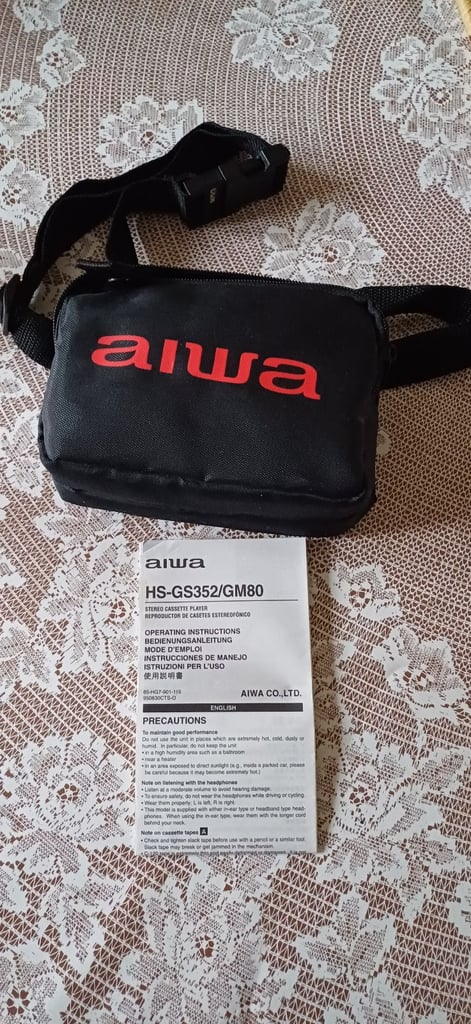 aiwa
aiwa
HS-GS352/GM80
STEREO CASSETTE PLAYER
REPRODUCTOR DE CASETES ESTEREOFÓNICO
OPERATING INSTRUCTIONS
BEDIENUNGSANLEITUNG
MODE D'EMPLOI
INSTRUCCIONES DE MANEJO
ISTRUZIONI PER L'USO
使用説明書
950830CTS-O
AIWA CO.,LTD.
ENGLISH
PRECAUTIONS
To maintain good performance
Do not use the unit in places which are extremely hot, cold, dusty or
humid. In particular, do not keep the unit
• in a high humidity area such as a bathroom
• near a heater
• in an area exposed to direct sunlight (e.g., inside a parked car, please
be careful because it may become extremely hot.)
Note on listening with the headphones
• Listen at a moderate volume to avoid hearing damage.
• To ensure safety, do not wear the headphones while driving or cycling.
• Wear them properly; L is left, R is right.
• This model is supplied with either in-ear type or headband type head-
phones. When using the in-ear type, wear them with the longer cord
behind your neck.
Note on cassette tapes A
• Check and tighten slack tape before use with a pencil or a similar tool.
Slack tape may break or get jammed in the mechanism.